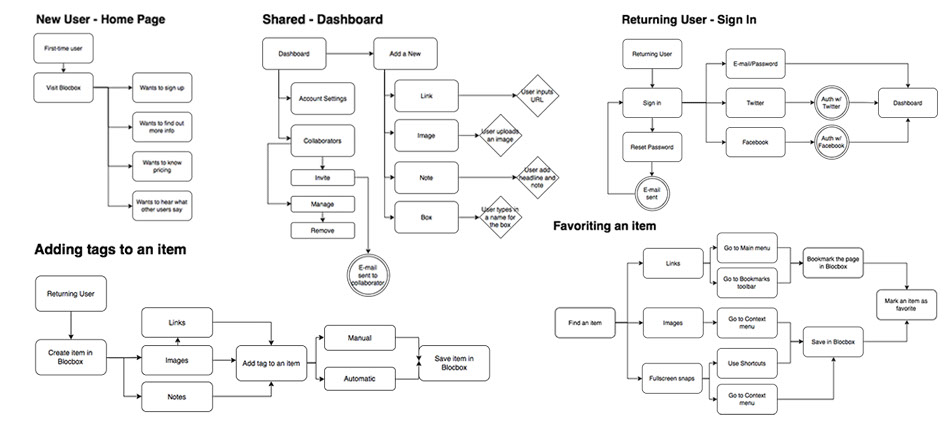 New User - Home Page
First-time user
Visit Blocbox
Wants to sign up
Wants to find out
more info
Wants to know
pricing
Wants to hear what
other users say
Shared - Dashboard
Dashboard
Add a New
Account Settings
Collaborators
Invite
Manage
Remove
E-mail
sent to
collaborator
Link
User inputs
URL
Image
User uploads
an image
Note
User add
headline and
note
Box
User types in
a name for
the box
Returning User - Sign In
Returning User
Sign in
Reset Password
E-mail
sent
E-mail/Password
Twitter
Auth w/
Twitter
Facebook
Auth w/
Facebook
Dashboard
Adding tags to an item
Returning User
Create item in
Blocbox
Links
Images
Notes
Add tag to an item
Manual
Automatic
Save item in
Blocbox
Favoriting an item
Find an item
Links
Go to Main menu
Go to Bookmarks
toolbar
Bookmark the page
in Blocbox
Images
Go to Context
menu
Fullscreen snaps
Use Shortcuts
Go to Context
menu
Save in Blocbox
Mark an item as
favorite